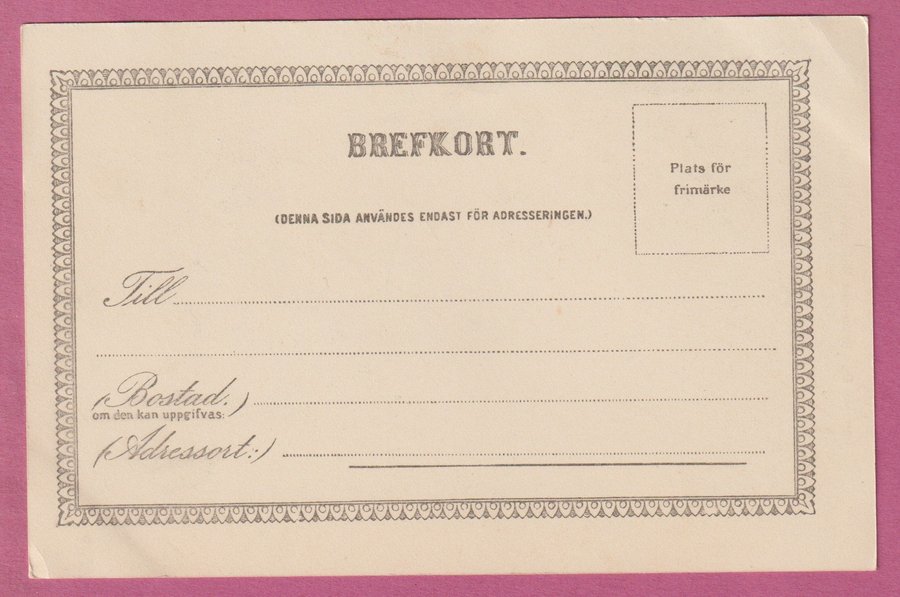 BREFKORT.
Plats för
frimärke
(DENNA SIDA ANVÄNDES ENDAST FÖR ADRESSERINGEN.)
Till
(Bostad.)
om den kan uppgifvas:
(Adressort:)